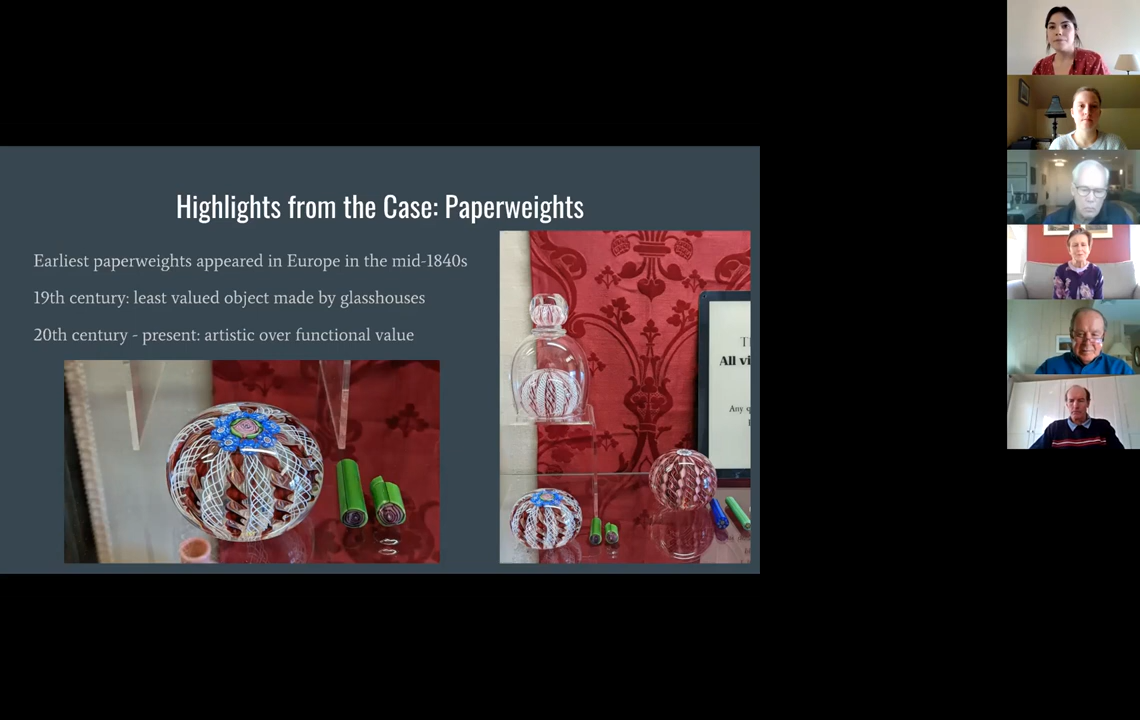 Highlights from the Case: Paperweights
Earliest paperweights appeared in Europe in the mid-1840s
19th century: least valued object made by glasshouses
20th century - present: artistic over functional value
All vi
Any q